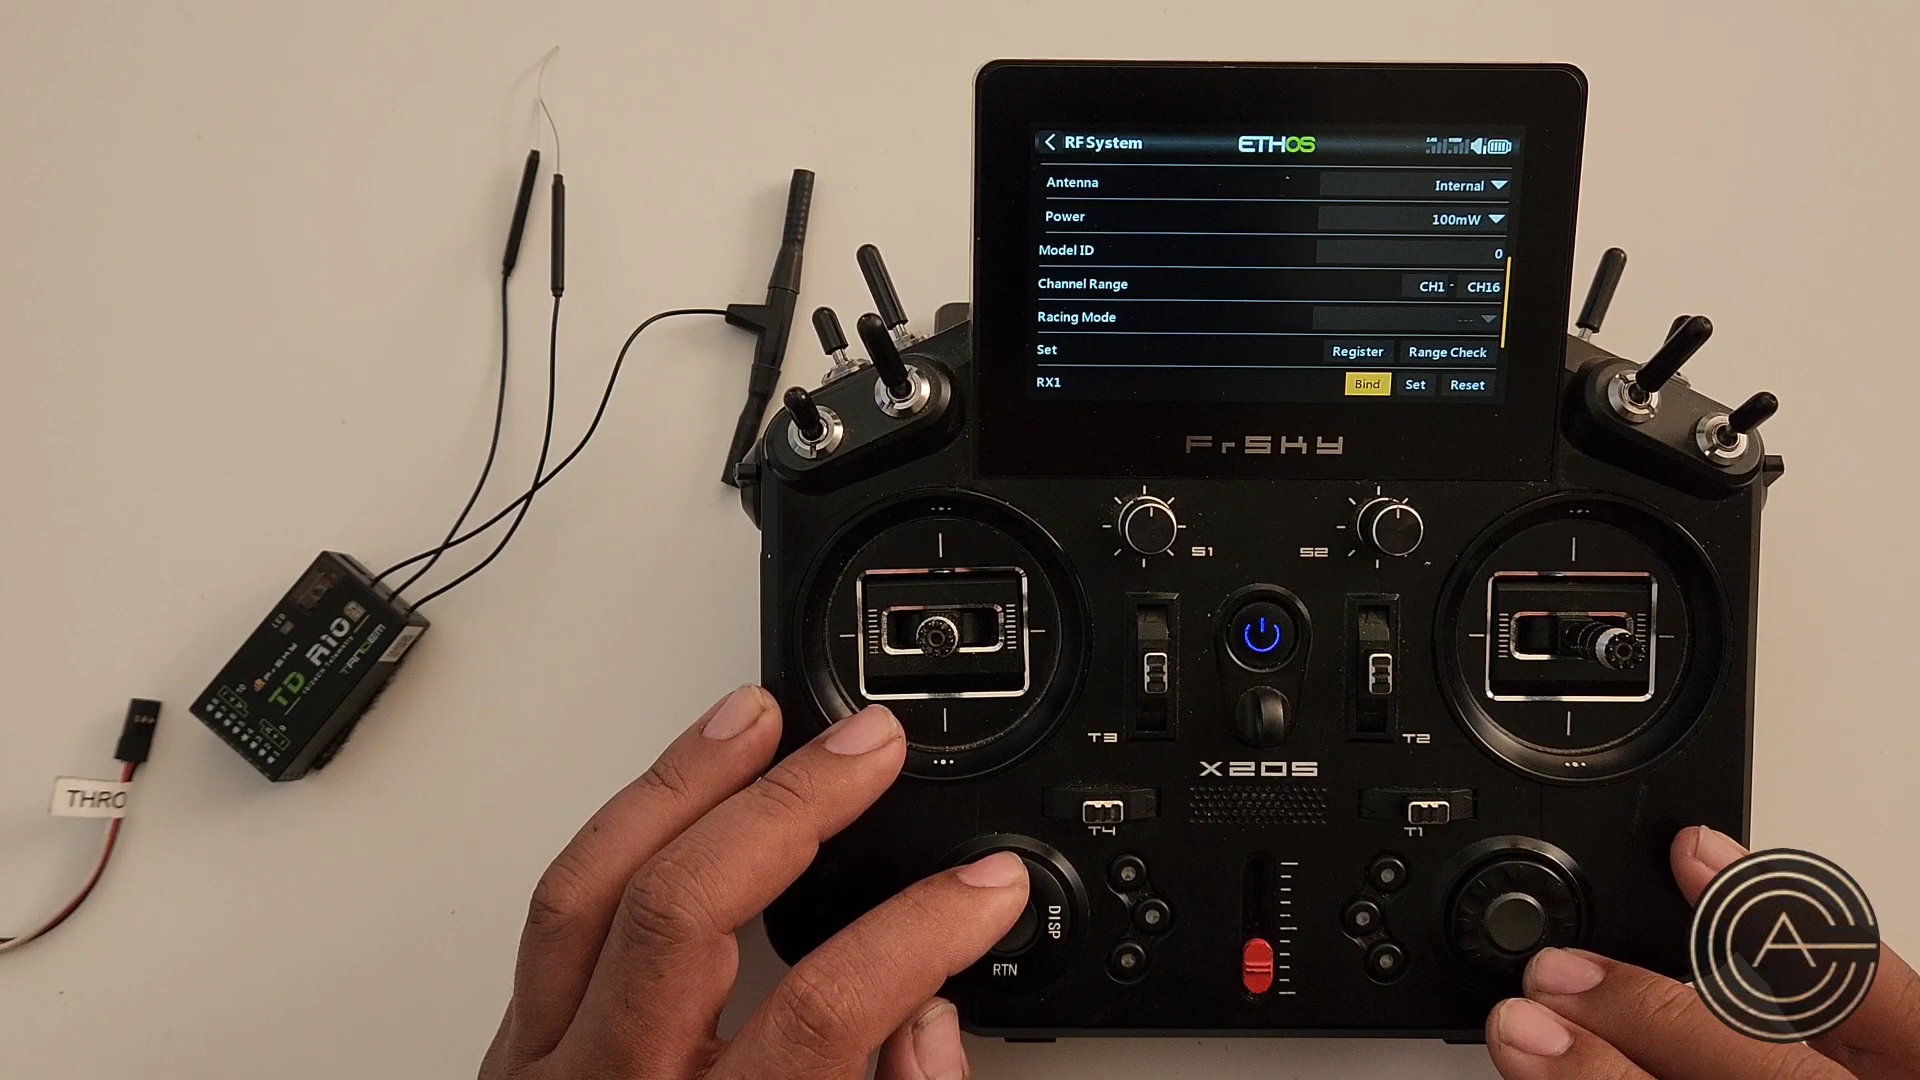 RF System
ETHOS
Antenna
Internal
Power
100mW
Model ID
0
Channel Range
CH1 - CH16
Racing Mode
---
Set
Register
Range Check
RX1
Bind
Set
Reset
FrSKY
S1
S2
T3
T2
X20S
T4
T1
DISP
RTN
LED
FrSKY
TD R10
TANDEM
THRO